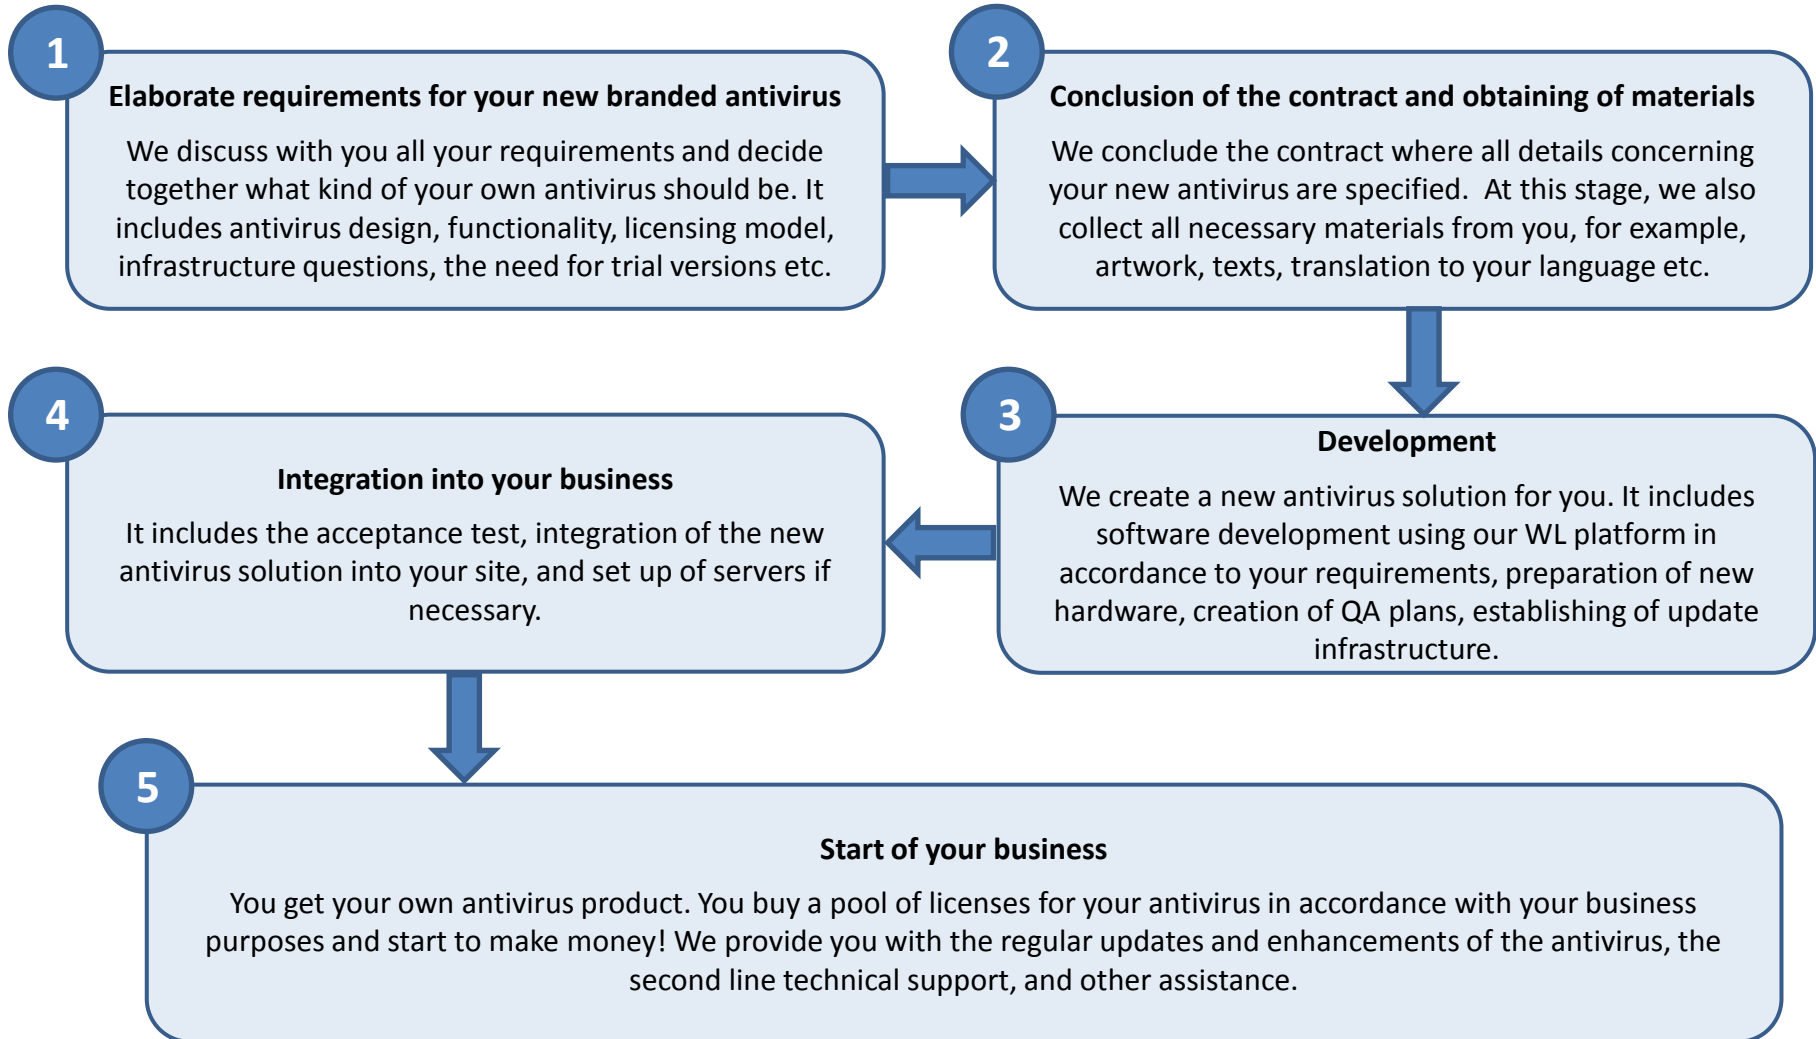 1
Elaborate requirements for your new branded antivirus
We discuss with you all your requirements and decide
together what kind of your own antivirus should be. It
includes antivirus design, functionality, licensing model,
infrastructure questions, the need for trial versions etc.
2
Conclusion of the contract and obtaining of materials
We conclude the contract where all details concerning
your new antivirus are specified.  At this stage, we also
collect all necessary materials from you, for example,
artwork, texts, translation to your language etc.
3
Development
We create a new antivirus solution for you. It includes
software development using our WL platform in
accordance to your requirements, preparation of new
hardware, creation of QA plans, establishing of update
infrastructure.
4
Integration into your business
It includes the acceptance test, integration of the new
antivirus solution into your site, and set up of servers if
necessary.
5
Start of your business
You get your own antivirus product. You buy a pool of licenses for your antivirus in accordance with your business
purposes and start to make money! We provide you with the regular updates and enhancements of the antivirus, the
second line technical support, and other assistance.